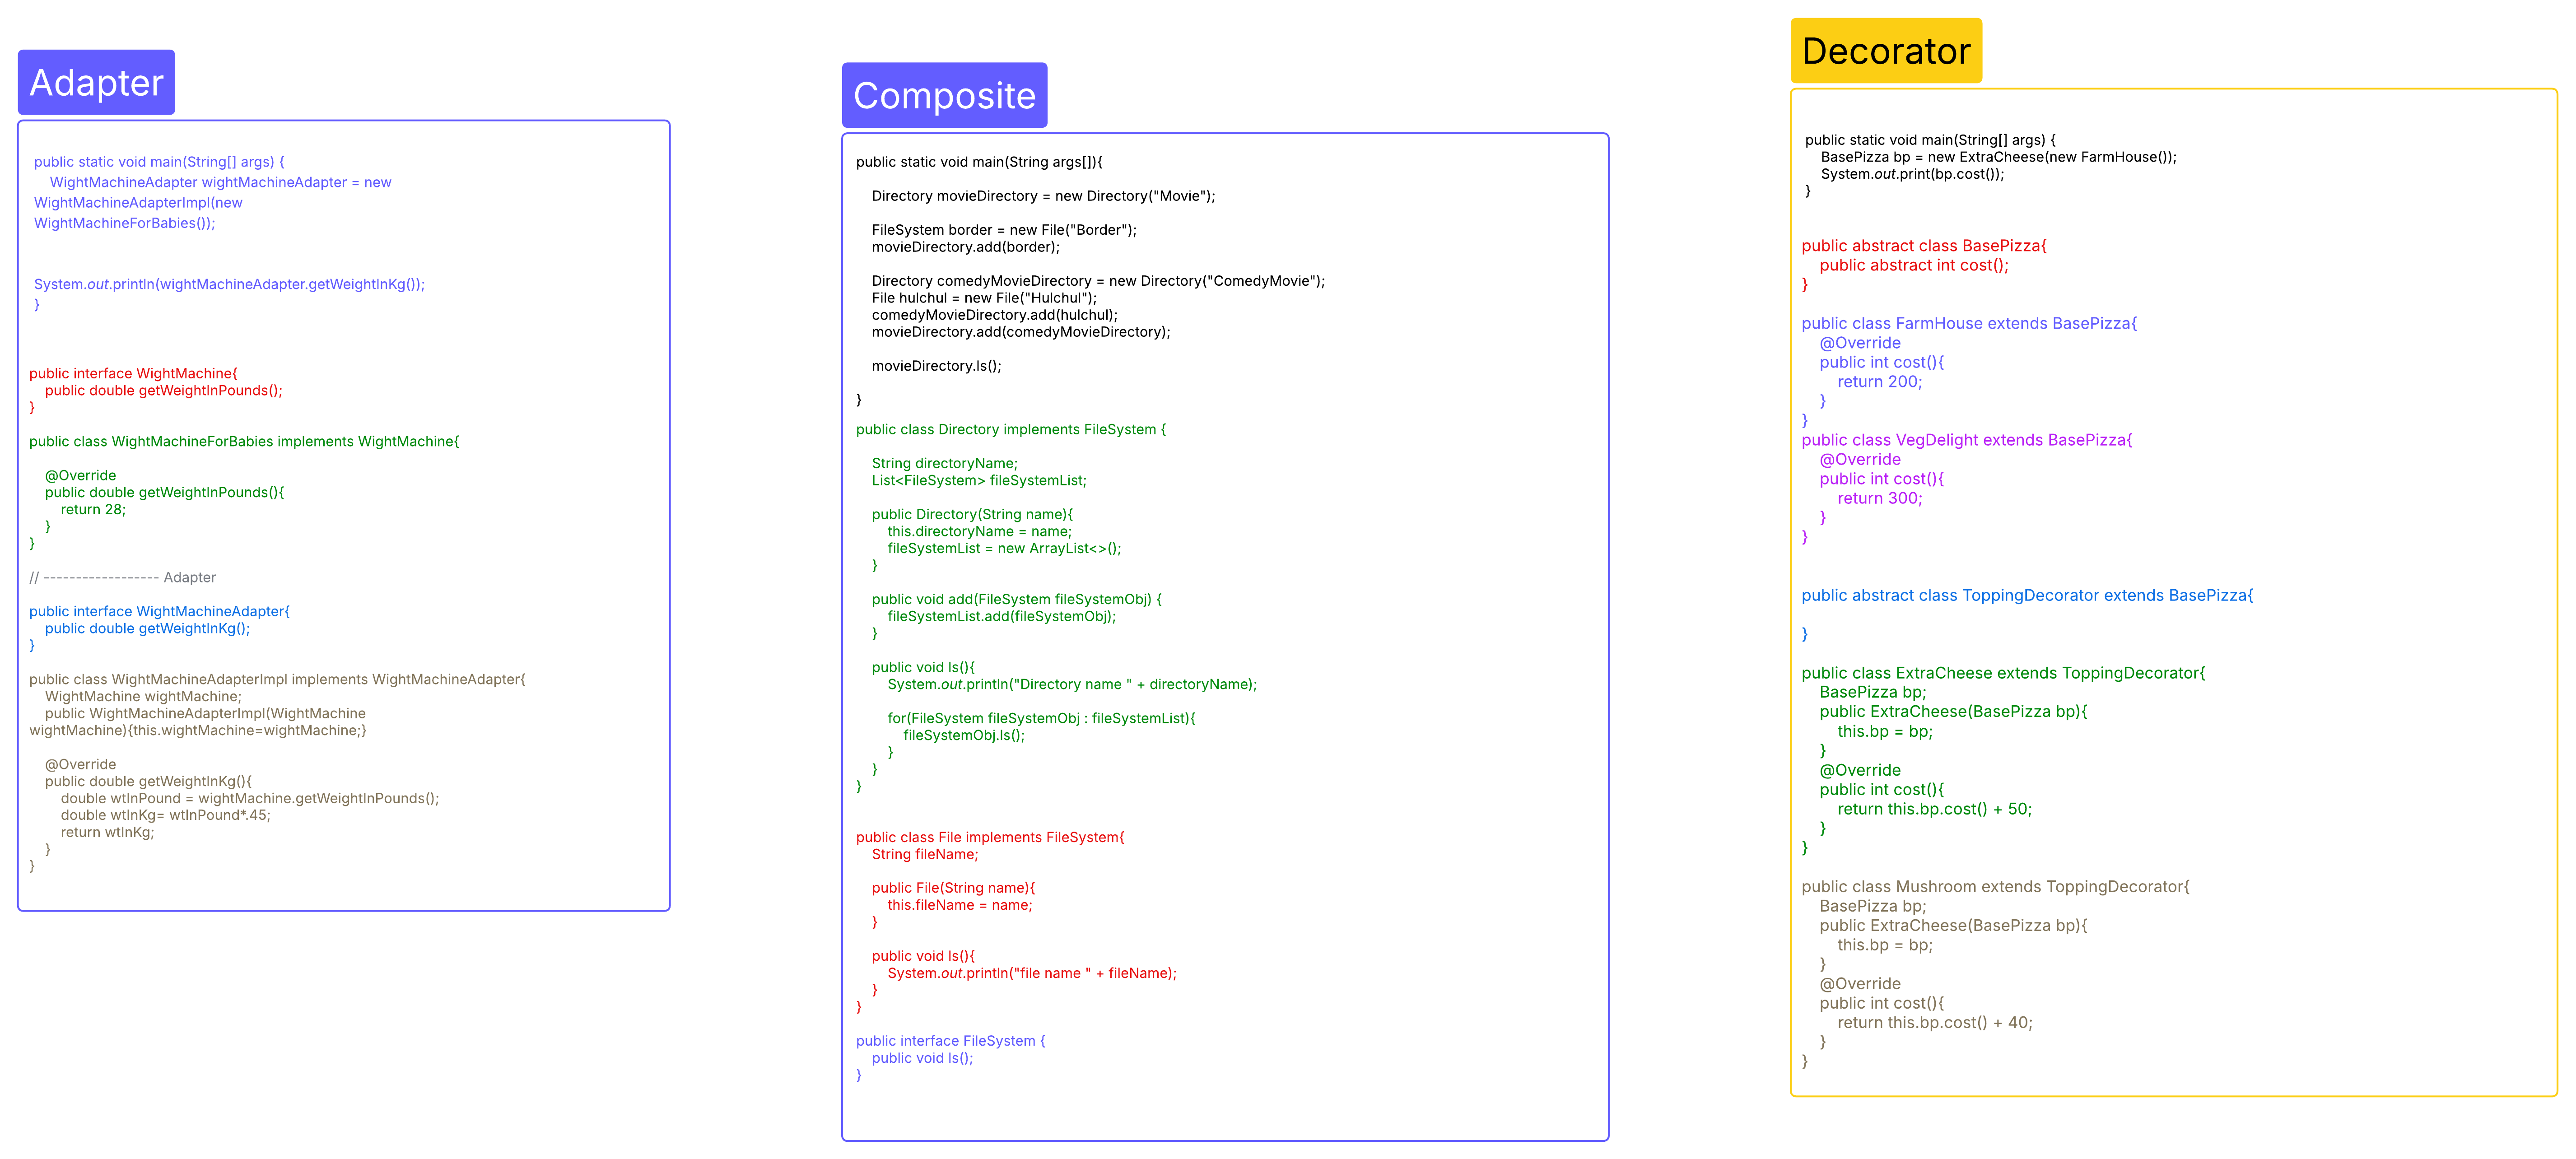 Adapter
public static void main(String[] args) {
WightMachineAdapter wightMachineAdapter = new
WightMachineAdapterImpl(new
WightMachineForBabies());
System.out.println(wightMachineAdapter.getWeightInKg());
}
public interface WightMachine{
public double getWeightInPounds();
}
public class WightMachineForBabies implements WightMachine{
@Override
public double getWeightInPounds(){
return 28;
}
}
// ------------------ Adapter
public interface WightMachineAdapter{
public double getWeightInKg();
}
public class WightMachineAdapterImpl implements WightMachineAdapter{
WightMachine wightMachine;
public WightMachineAdapterImpl(WightMachine
wightMachine){this.wightMachine=wightMachine;}
@Override
public double getWeightInKg(){
double wtInPound = wightMachine.getWeightInPounds();
double wtInKg= wtInPound*.45;
return wtInKg;
}
}
Composite
public static void main(String args[]){
Directory movieDirectory = new Directory("Movie");
FileSystem border = new File("Border");
movieDirectory.add(border);
Directory comedyMovieDirectory = new Directory("ComedyMovie");
File hulchul = new File("Hulchul");
comedyMovieDirectory.add(hulchul);
movieDirectory.add(comedyMovieDirectory);
movieDirectory.ls();
}
public class Directory implements FileSystem {
String directoryName;
List<FileSystem> fileSystemList;
public Directory(String name){
this.directoryName = name;
fileSystemList = new ArrayList<>();
}
public void add(FileSystem fileSystemObj) {
fileSystemList.add(fileSystemObj);
}
public void ls(){
System.out.println("Directory name " + directoryName);
for(FileSystem fileSystemObj : fileSystemList){
fileSystemObj.ls();
}
}
}
public class File implements FileSystem{
String fileName;
public File(String name){
this.fileName = name;
}
public void ls(){
System.out.println("file name " + fileName);
}
}
public interface FileSystem {
public void ls();
}
Decorator
public static void main(String[] args) {
BasePizza bp = new ExtraCheese(new FarmHouse());
System.out.print(bp.cost());
}
public abstract class BasePizza{
public abstract int cost();
}
public class FarmHouse extends BasePizza{
@Override
public int cost(){
return 200;
}
}
public class VegDelight extends BasePizza{
@Override
public int cost(){
return 300;
}
}
public abstract class ToppingDecorator extends BasePizza{
}
public class ExtraCheese extends ToppingDecorator{
BasePizza bp;
public ExtraCheese(BasePizza bp){
this.bp = bp;
}
@Override
public int cost(){
return this.bp.cost() + 50;
}
}
public class Mushroom extends ToppingDecorator{
BasePizza bp;
public ExtraCheese(BasePizza bp){
this.bp = bp;
}
@Override
public int cost(){
return this.bp.cost() + 40;
}
}